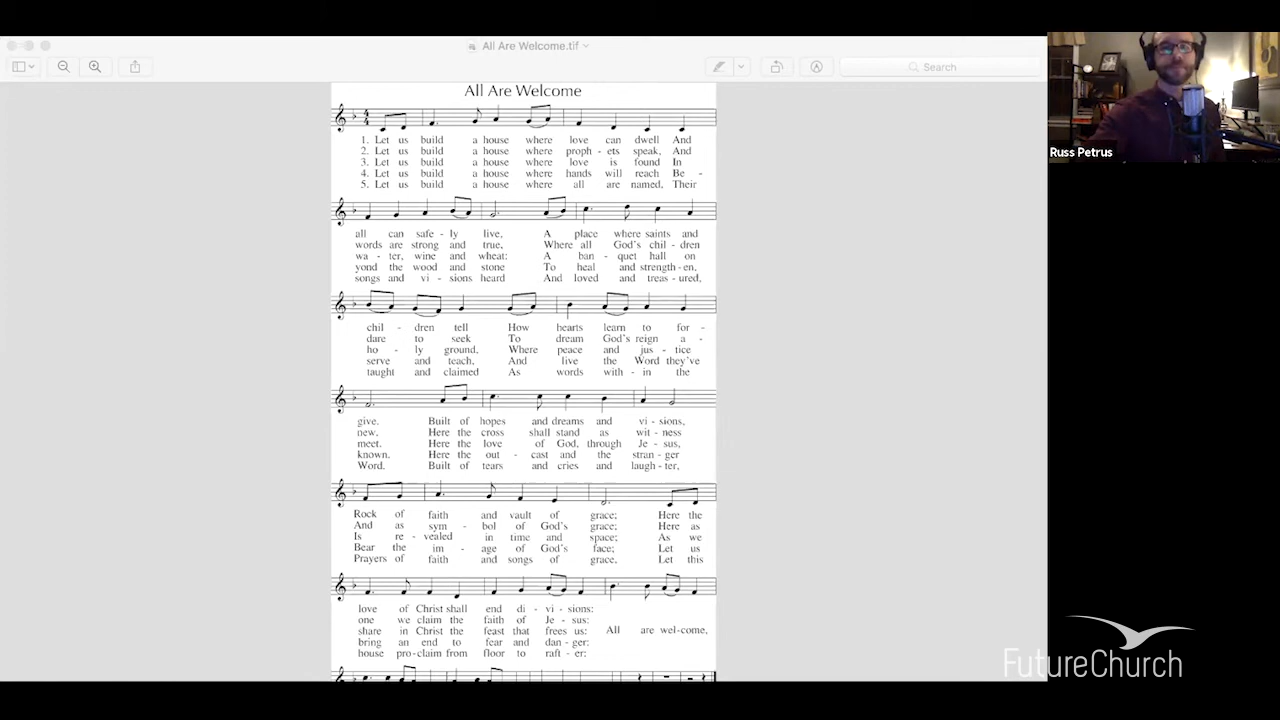 All Are Welcome.tif
Search
All Are Welcome
1. Let us build a house where love can dwell And
2. Let us build a house where proph - ets speak, And
3. Let us build a house where love is found In
4. Let us build a house where hands will reach Be -
5. Let us build a house where all are named, Their
all can safe - ly live, A place where saints and
words are strong and true, Where all God's chil - dren
wa - ter, wine and wheat: A ban - quet hall on
yond the wood and stone To heal and strength - en,
songs and vi - sions heard And loved and treas - ured,
chil - dren tell How hearts learn to for -
dare to seek To dream God's reign a -
ho - ly ground, Where peace and jus - tice
serve and teach, And live the Word they've
taught and claimed As words with - in the
give. Built of hopes and dreams and vi - sions,
new. Here the cross shall stand as wit - ness
meet. Here the love of God, through Je - sus,
known. Here the out - cast and the stran - ger
Word. Built of tears and cries and laugh - ter,
Rock of faith and vault of grace; Here the
And as sym - bol of God's grace; Here as
Is re - vealed in time and space; As we
Bear the im - age of God's face; Let us
Prayers of faith and songs of grace, Let this
love of Christ shall end di - vi - sions:
one we claim the faith of Je - sus:
share in Christ the feast that frees us: All are wel - come,
bring an end to fear and dan - ger:
house pro - claim from floor to raft - er:
Russ Petrus
FutureChurch